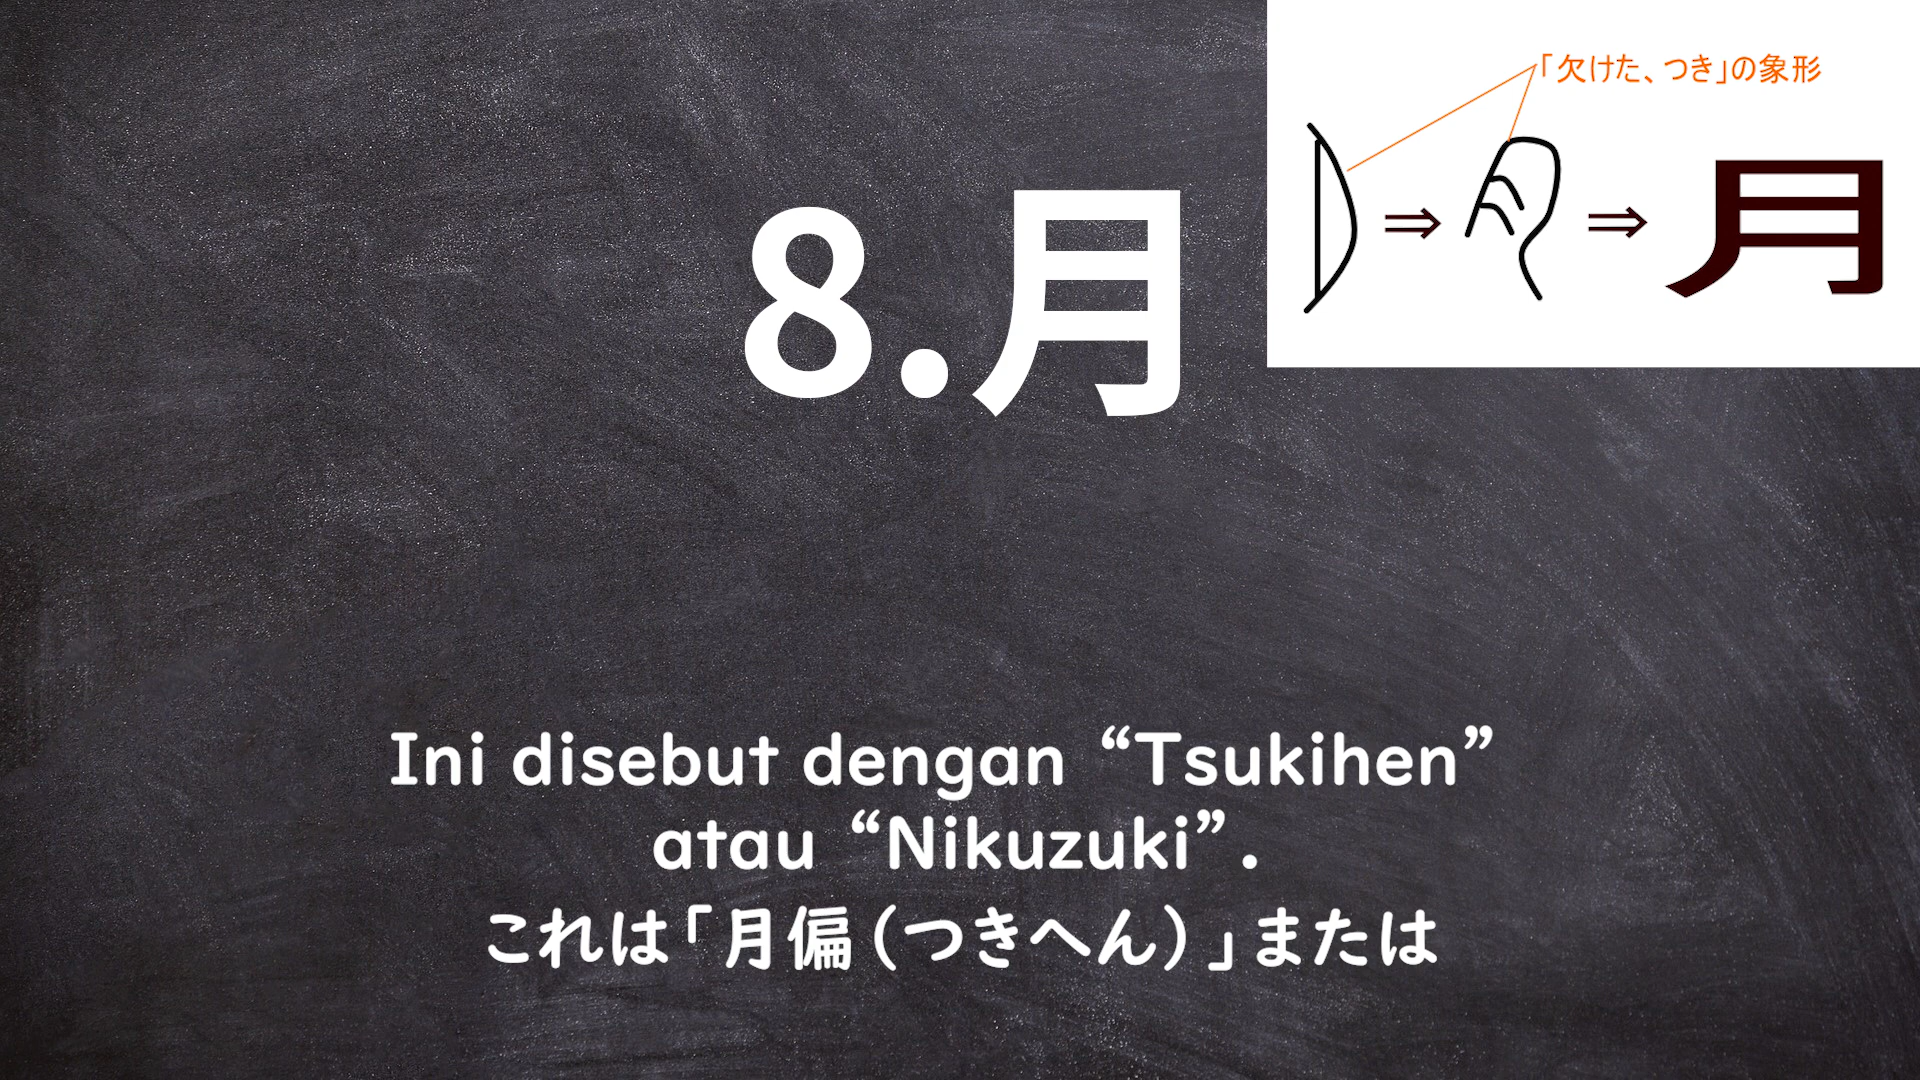 「欠けた、つき」の象形
⇒ ⇒ 月
8.月
Ini disebut dengan “Tsukihen”
atau “Nikuzuki”.
これは「月偏(つきへん)」または